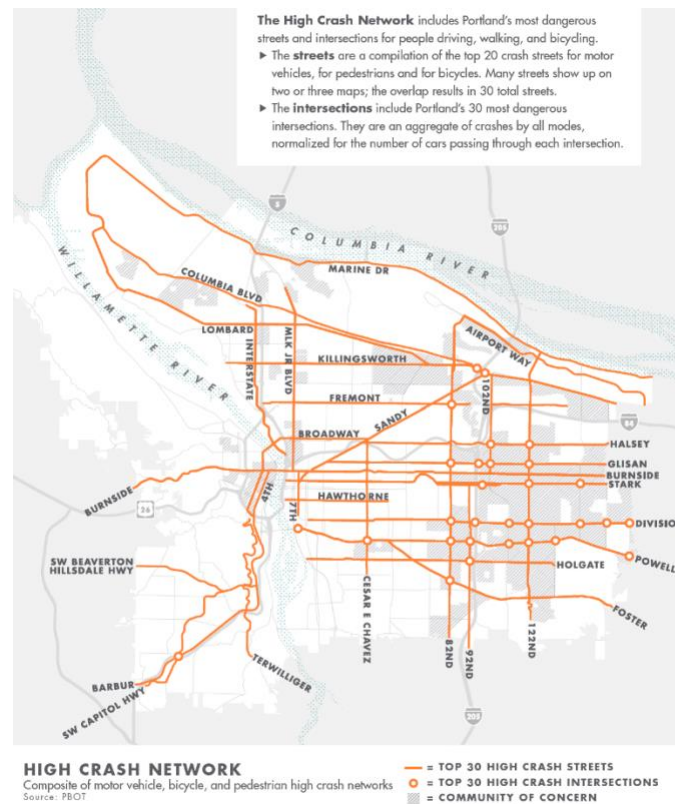 The High Crash Network includes Portland's most dangerous
streets and intersections for people driving, walking, and bicycling.
▶ The streets are a compilation of the top 20 crash streets for motor
vehicles, for pedestrians and for bicycles. Many streets show up on
two or three maps; the overlap results in 30 total streets.
▶ The intersections include Portland's 30 most dangerous
intersections. They are an aggregate of crashes by all modes,
normalized for the number of cars passing through each intersection.
5
205
COLUMBIA RIVER
MARINE DR
WILLAMETTE RIVER
COLUMBIA BLVD
LOMBARD
INTERSTATE
MLK JR BLVD
AIRPORT WAY
KILLINGSWORTH
102ND
FREMONT
SANDY
84
BROADWAY
HALSEY
GLISAN
BURNSIDE
STARK
BURNSIDE
26
4TH
7TH
HAWTHORNE
DIVISIO
POWELL
SW BEAVERTON
HILLSDALE HWY
HOLGATE
CESAR E CHAVEZ
FOSTER
82ND
92ND
122ND
TERWILLIGER
BARBUR
SW CAPITOL HWY
205
HIGH CRASH NETWORK
Composite of motor vehicle, bicycle, and pedestrian high crash networks
Source: PBOT
= TOP 30 HIGH CRASH STREETS
= TOP 30 HIGH CRASH INTERSECTIONS
= COMMUNITY OF CONCERN